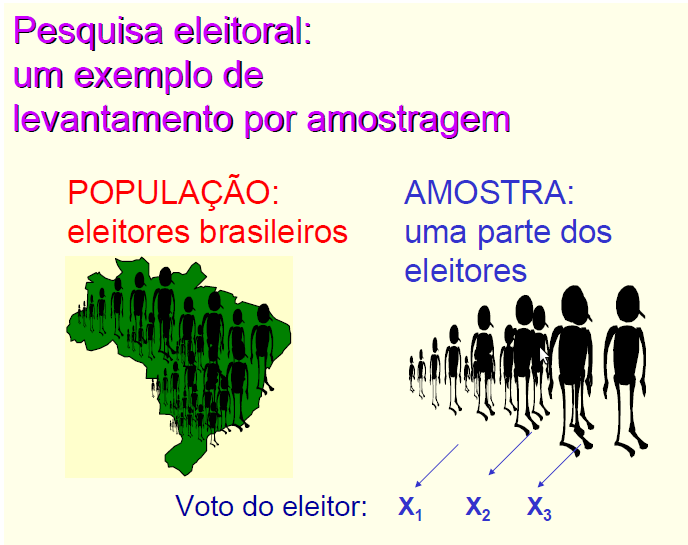 Pesquisa eleitoral:
um exemplo de
levantamento por amostragem
POPULAÇÃO:
eleitores brasileiros
AMOSTRA:
uma parte dos
eleitores
Voto do eleitor: X₁ X₂ X₃